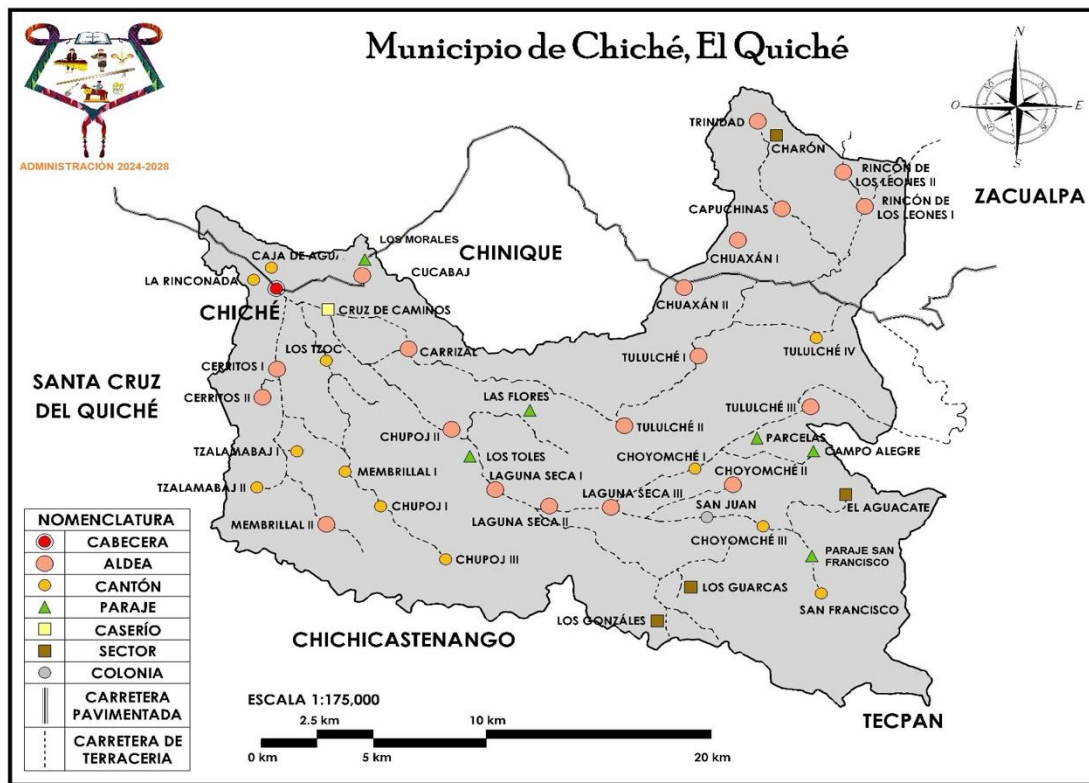 Municipio de Chiché, El Quiché
ADMINISTRACIÓN 2024-2028
N
O
E
S
TRINIDAD
CHARÓN
RINCÓN DE
LOS LEONES II
ZACUALPA
CAPUCHINAS
RINCÓN DE
LOS LEONES I
LOS MORALES
CHINIQUE
CHUAXÁN I
CAJA DE AGU
CUCABAJ
LA RINCONADA
CHUAXÁN II
CHICHÉ
CRUZ DE CAMINOS
LOS TZOC
CARRIZAL
TULULCHÉ I
TULULCHÉ IV
CERRITOS I
SANTA CRUZ
DEL QUICHÉ
CERRITOS II
LAS FLORES
TULULCHÉ III
CHUPOJ II
TULULCHÉ II
PARCELAS
TZALAMABAJ I
LOS TOLES
CHOYOMCHÉ I
CAMPO ALEGRE
MEMBRILLAL I
LAGUNA SECA I
CHOYOMCHÉ II
TZALAMABAJ II
LAGUNA SECA III
CHUPOJ I
SAN JUAN
EL AGUACATE
MEMBRILLAL II
LAGUNA SECA II
CHOYOMCHÉ III
CHUPOJ III
PARAJE SAN
FRANCISCO
LOS GUARCAS
SAN FRANCISCO
LOS GONZÁLES
CHICHICASTENANGO
TECPAN
NOMENCLATURA
CABECERA
ALDEA
CANTÓN
PARAJE
CASERÍO
SECTOR
COLONIA
CARRETERA
PAVIMENTADA
CARRETERA DE
TERRACERIA
ESCALA 1:175,000
2.5 km
10 km
0 km
5 km
20 km